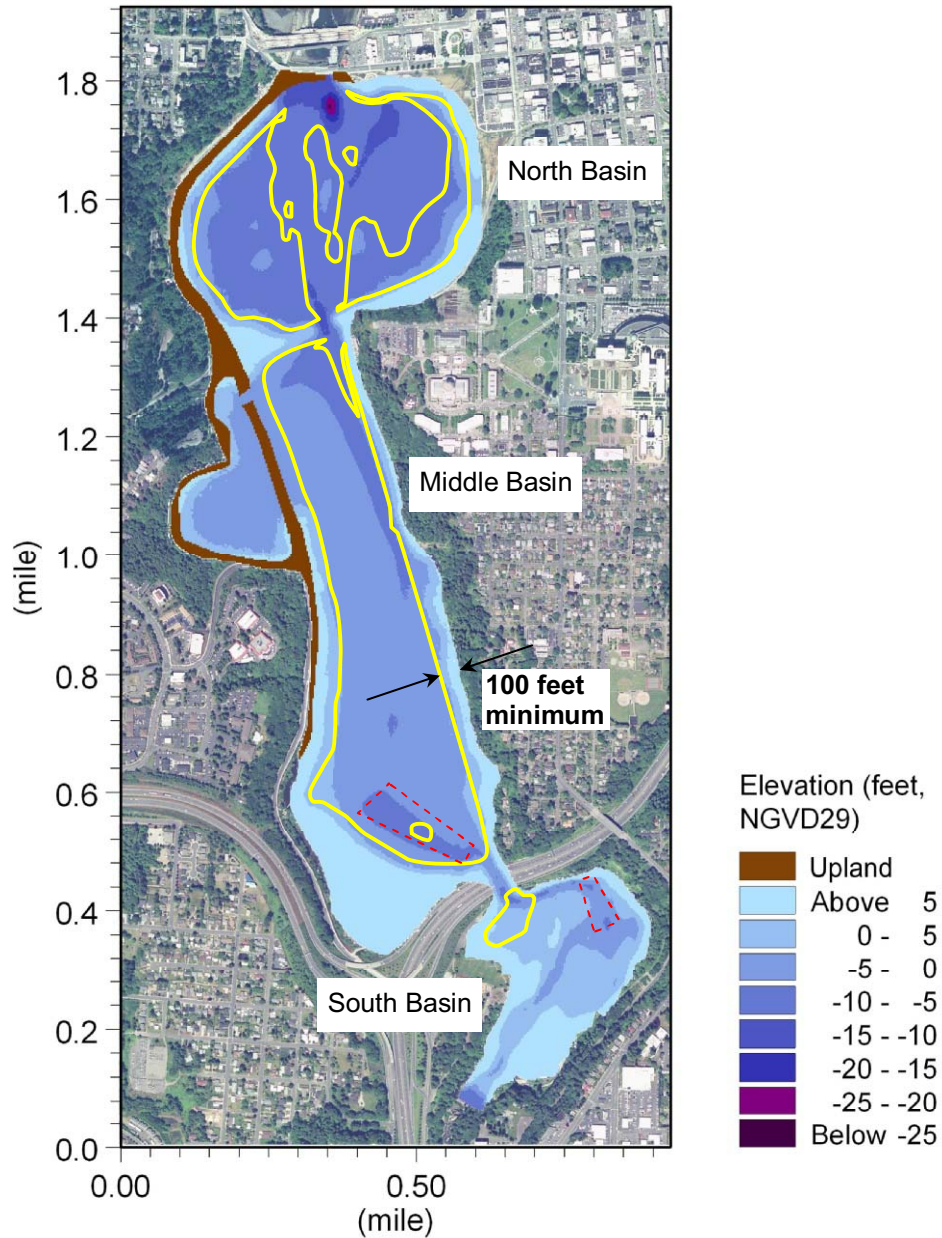 1.8
North Basin
1.6
1.4
1.2
Middle Basin
1.0
(mile)
0.8
100 feet
minimum
0.6
Elevation (feet,
NGVD29)
Upland
Above 5
0 - 5
-5 - 0
-10 - -5
-15 - -10
-20 - -15
-25 - -20
Below -25
0.4
South Basin
0.2
0.0
0.00 0.50
(mile)